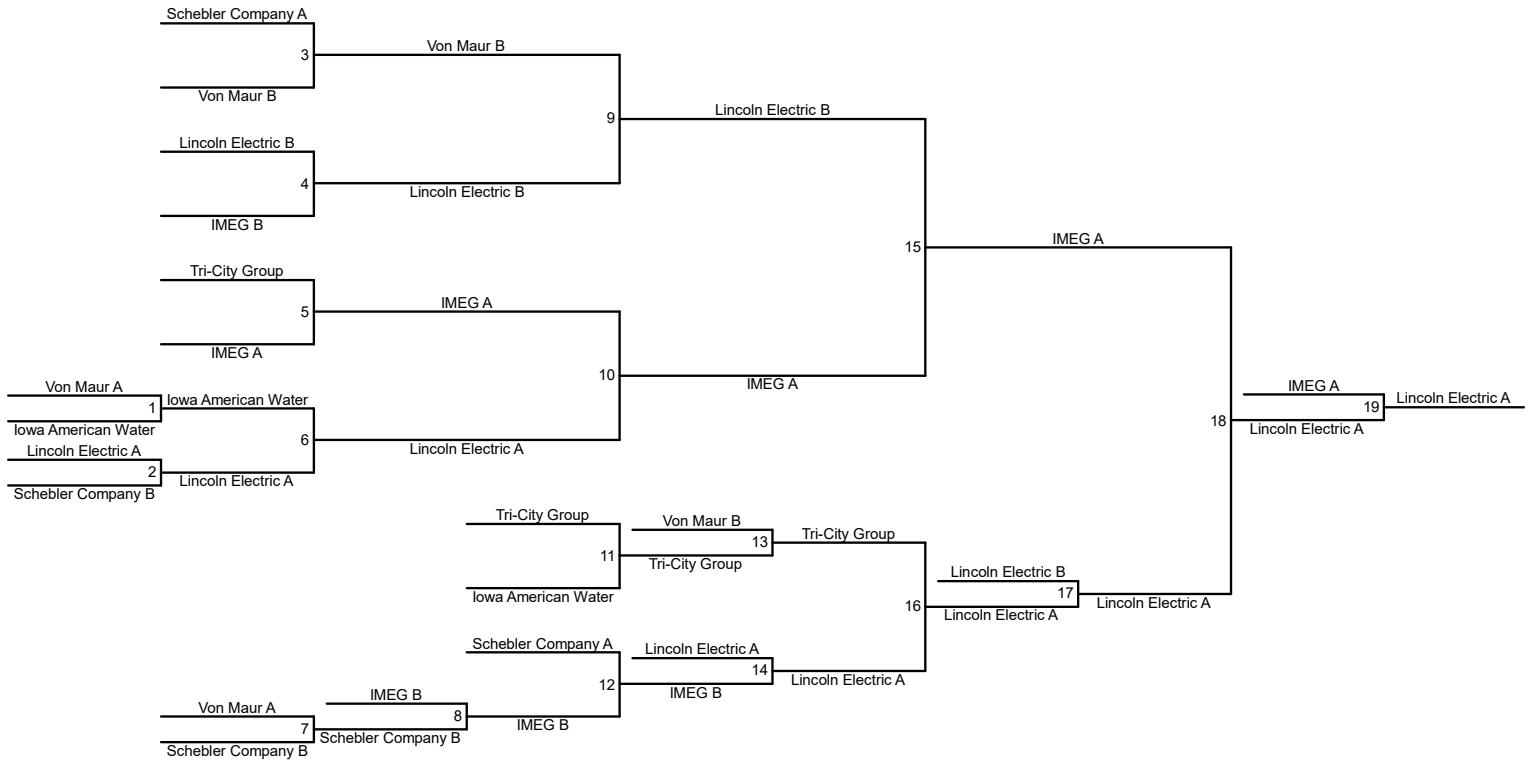 Schebler Company A
3
Von Maur B
Von Maur B
9
Lincoln Electric B
Lincoln Electric B
4
Lincoln Electric B
IMEG B
15
IMEG A
Tri-City Group
5
IMEG A
IMEG A
10
IMEG A
Von Maur A
1
Iowa American Water
Iowa American Water
6
Lincoln Electric A
Lincoln Electric A
2
Lincoln Electric A
Schebler Company B
18
IMEG A
19
Lincoln Electric A
Lincoln Electric A
Tri-City Group
11
Iowa American Water
Von Maur B
13
Tri-City Group
Tri-City Group
16
Lincoln Electric B
17
Lincoln Electric A
Lincoln Electric A
Schebler Company A
12
Lincoln Electric A
14
Lincoln Electric A
IMEG B
Von Maur A
7
Schebler Company B
IMEG B
8
Schebler Company B
IMEG B